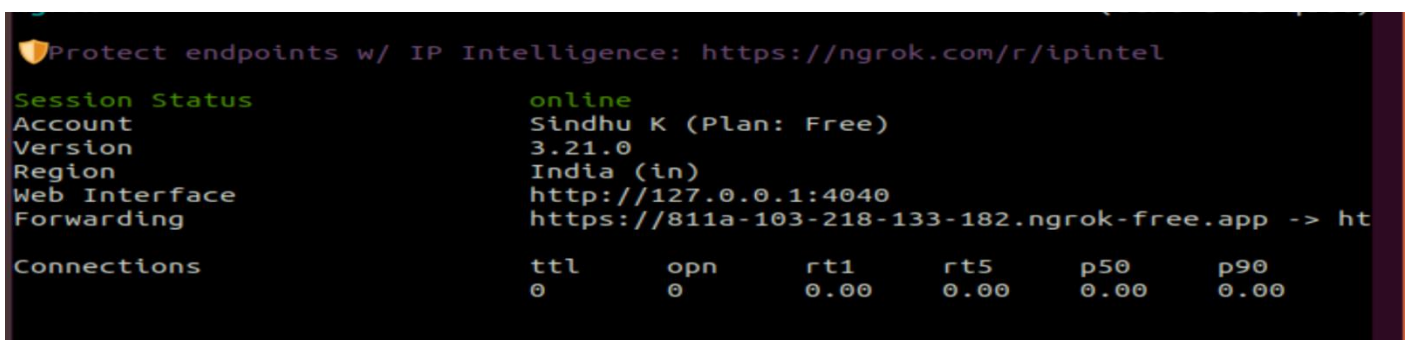 Protect endpoints w/ IP Intelligence: https://ngrok.com/r/ipintel
Session Status online
Account Sindhu K (Plan: Free)
Version 3.21.0
Region India (in)
Web Interface http://127.0.0.1:4040
Forwarding https://811a-103-218-133-182.ngrok-free.app -> ht
Connections ttl opn rt1 rt5 p50 p90
0 0 0.00 0.00 0.00 0.00